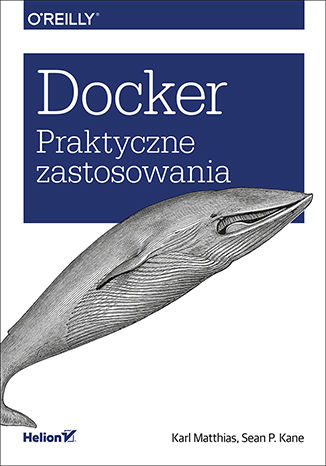 O'REILLY®
Docker
Praktyczne
zastosowania
Helion
Karl Matthias, Sean P. Kane